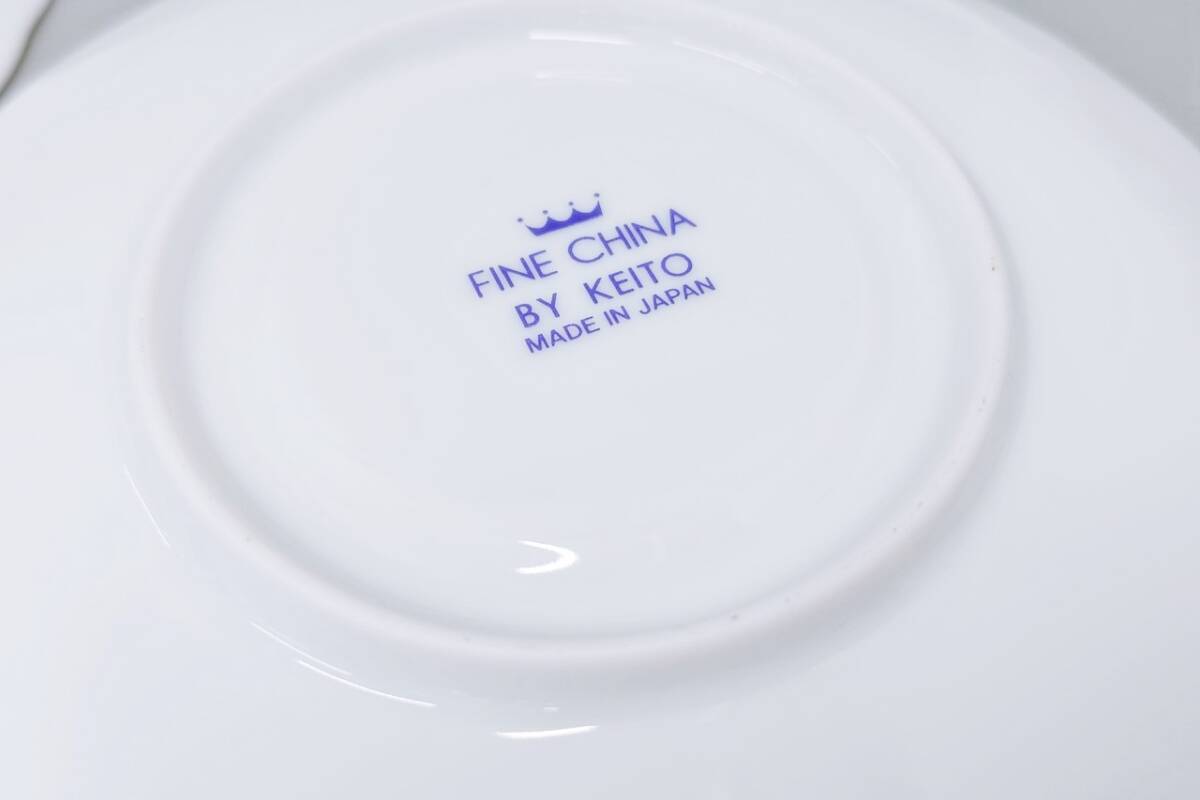 FINE CHINA
BY KEITO
MADE IN JAPAN